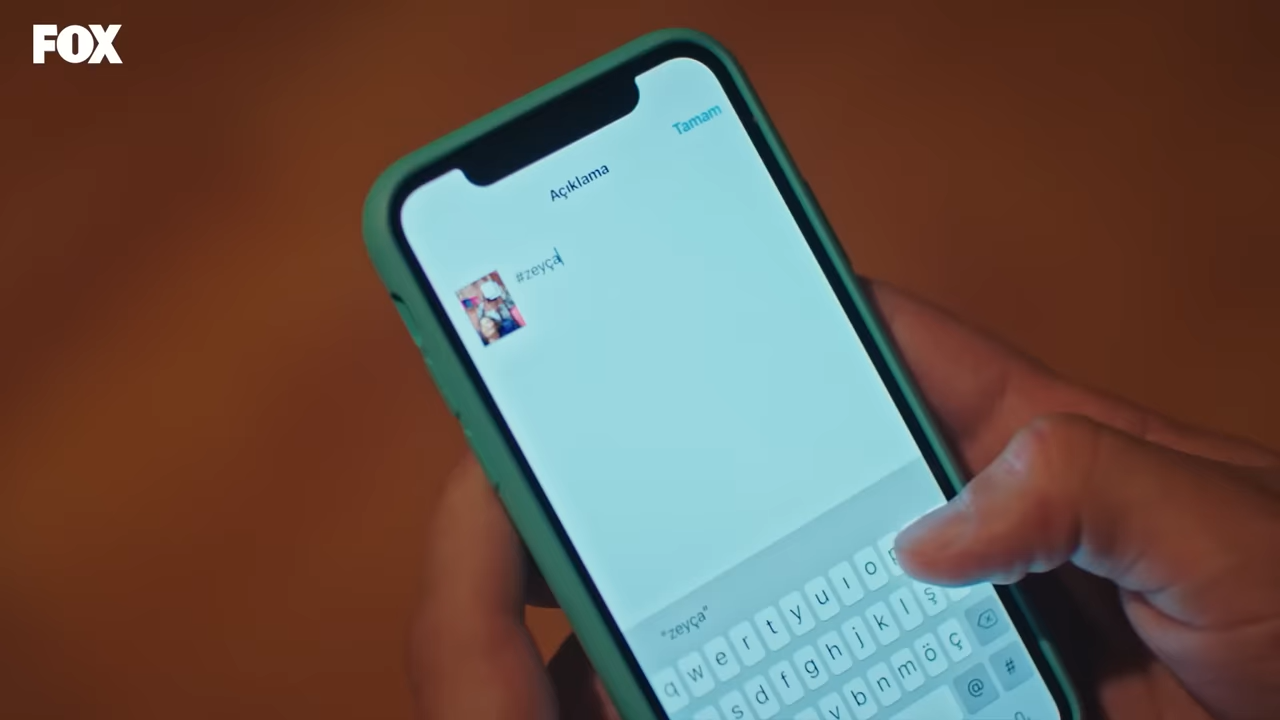 FOX
Tamam
Açıklama
#zeyça
"zeyça"
q w e r t y u ı o p
s d f g h j k l ş
v b n m ö ç
@ #